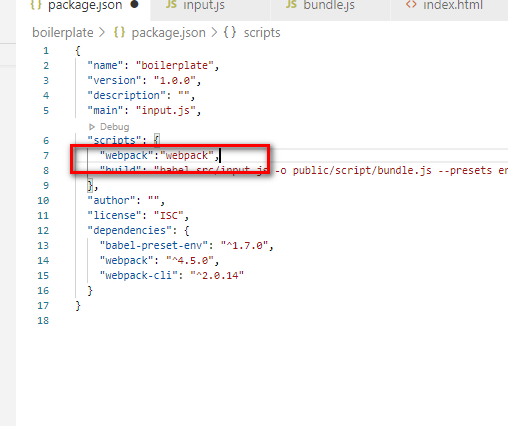 package.json ● JS input.js JS bundle.js <> index.html
boilerplate > {} package.json > {} scripts
1 {
2 "name": "boilerplate",
3 "version": "1.0.0",
4 "description": "",
5 "main": "input.js",
▷ Debug
6 "scripts": {
7 "webpack":"webpack",
8 "build": "babel src/input.js -o public/script/bundle.js --presets en
9 },
10 "author": "",
11 "license": "ISC",
12 "dependencies": {
13 "babel-preset-env": "^1.7.0",
14 "webpack": "^4.5.0",
15 "webpack-cli": "^2.0.14"
16 }
17 }
18